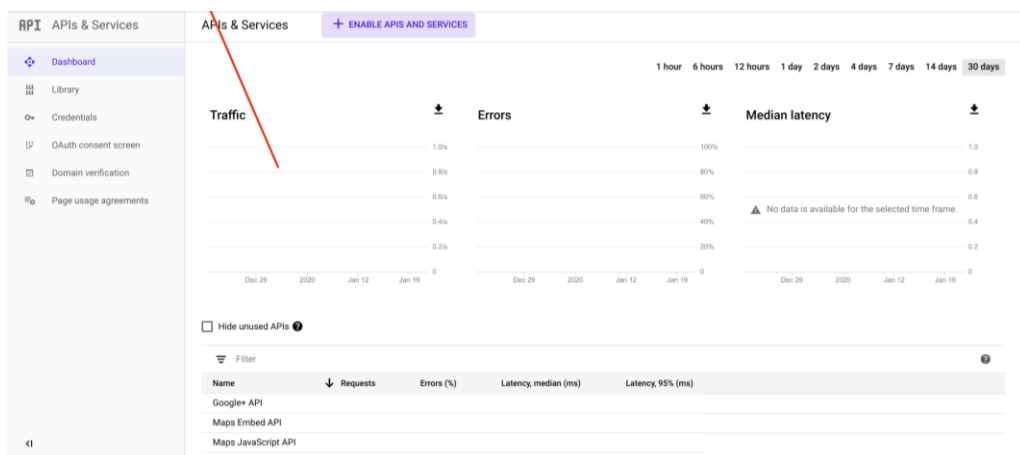 API APIs & Services
APIs & Services
+ ENABLE APIS AND SERVICES
Dashboard
Library
Credentials
OAuth consent screen
Domain verification
Page usage agreements
1 hour 6 hours 12 hours 1 day 2 days 4 days 7 days 14 days 30 days
Traffic
1.0/s
0.8/s
0.6/s
0.4/s
0.2/s
0
Dec 29 2020 Jan 12 Jan 19
Errors
100%
80%
60%
40%
20%
0
Dec 29 2020 Jan 12 Jan 19
Median latency
1.0
0.8
0.6
0.4
0.2
0
No data is available for the selected time frame.
Dec 29 2020 Jan 12 Jan 19
Hide unused APIs
Filter
Name Requests Errors (%) Latency, median (ms) Latency, 95% (ms)
Google+ API
Maps Embed API
Maps JavaScript API